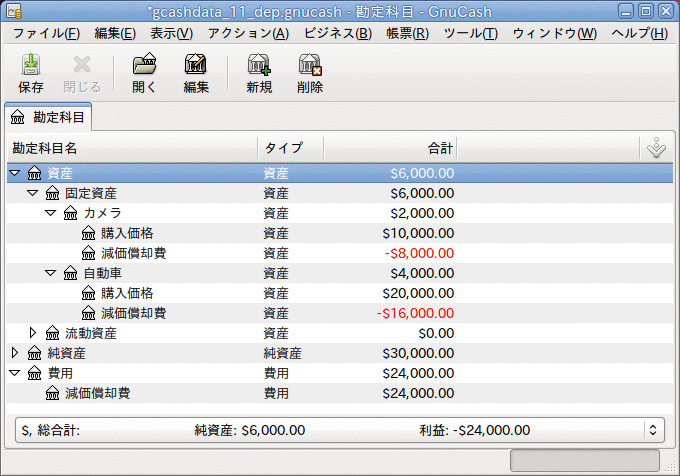 *gcashdata_11_dep.gnucash - 勘定科目 - GnuCash
ファイル(F) 編集(E) 表示(V) アクション(A) ビジネス(B) 帳票(R) ツール(T) ウィンドウ(W) ヘルプ(H)
保存 閉じる 開く 編集 新規 削除
勘定科目
勘定科目名 タイプ 合計
資産 資産 $6,000.00
固定資産 資産 $6,000.00
カメラ 資産 $2,000.00
購入価格 資産 $10,000.00
減価償却費 資産 -$8,000.00
自動車 資産 $4,000.00
購入価格 資産 $20,000.00
減価償却費 資産 -$16,000.00
流動資産 資産 $0.00
純資産 純資産 $30,000.00
費用 費用 $24,000.00
減価償却費 費用 $24,000.00
$, 総合計: 純資産: $6,000.00 利益: -$24,000.00